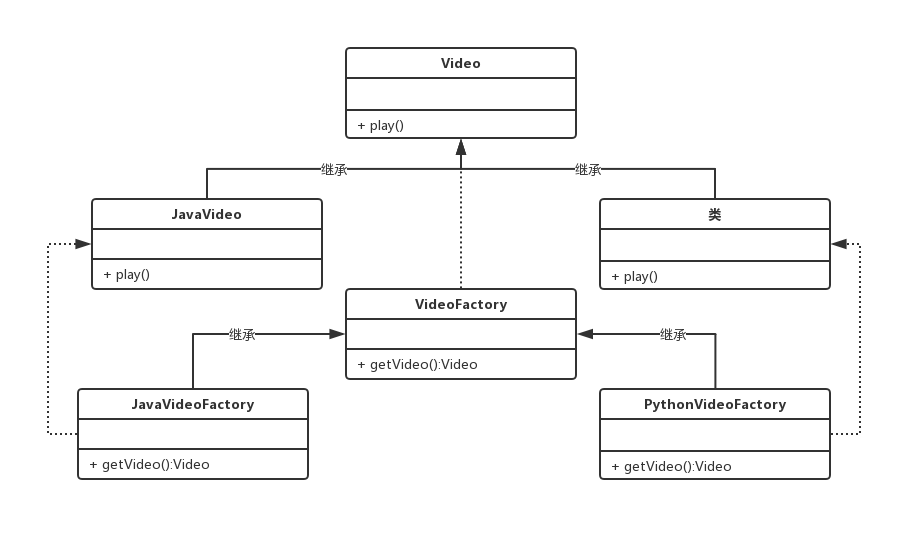 Video
+ play()
继承
继承
JavaVideo
+ play()
类
+ play()
VideoFactory
+ getVideo():Video
继承
继承
JavaVideoFactory
+ getVideo():Video
PythonVideoFactory
+ getVideo():Video